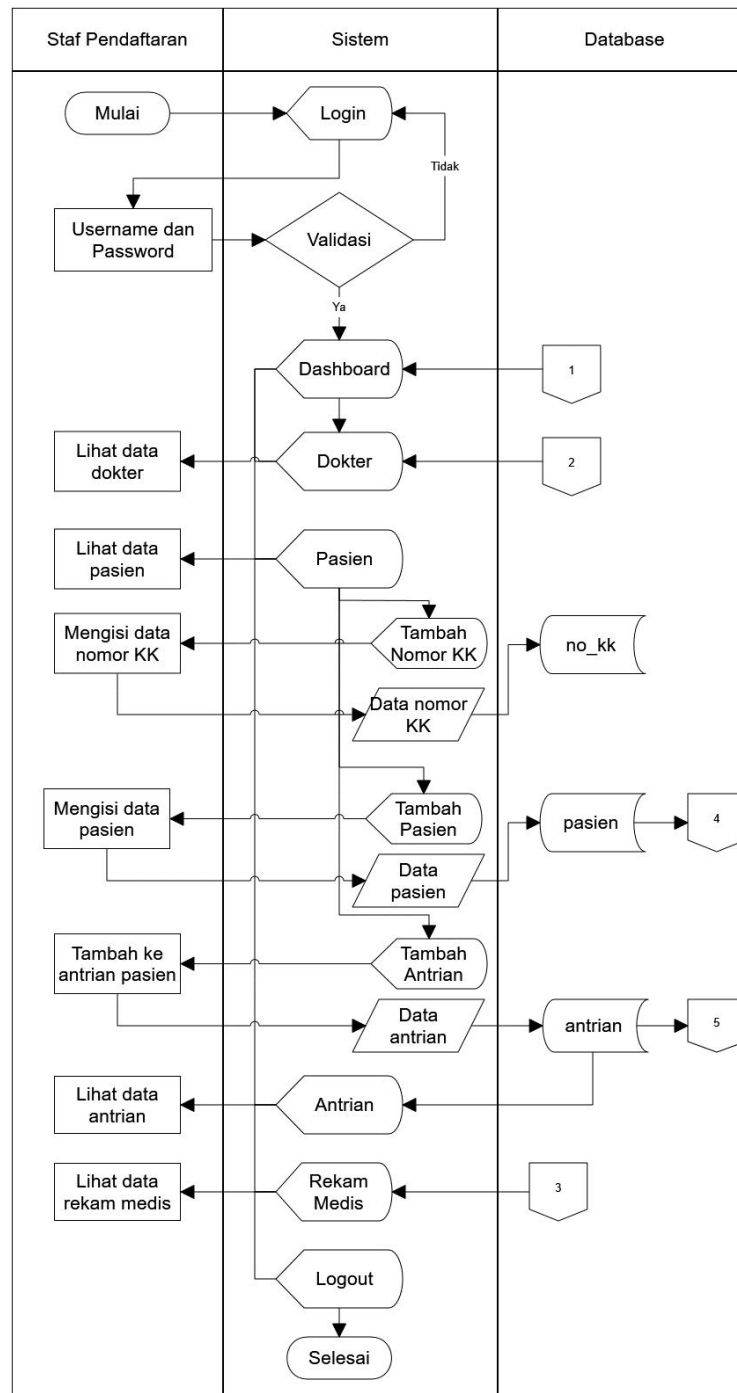 Staf Pendaftaran
Sistem
Database
Mulai
Login
Tidak
Username dan
Password
Validasi
Ya
Dashboard
1
Lihat data
dokter
Dokter
2
Lihat data
pasien
Pasien
Mengisi data
nomor KK
Tambah
Nomor KK
no_kk
Data nomor
KK
Mengisi data
pasien
Tambah
Pasien
pasien
4
Data
pasien
Tambah ke
antrian pasien
Tambah
Antrian
Data
antrian
antrian
5
Lihat data
antrian
Antrian
Lihat data
rekam medis
Rekam
Medis
3
Logout
Selesai